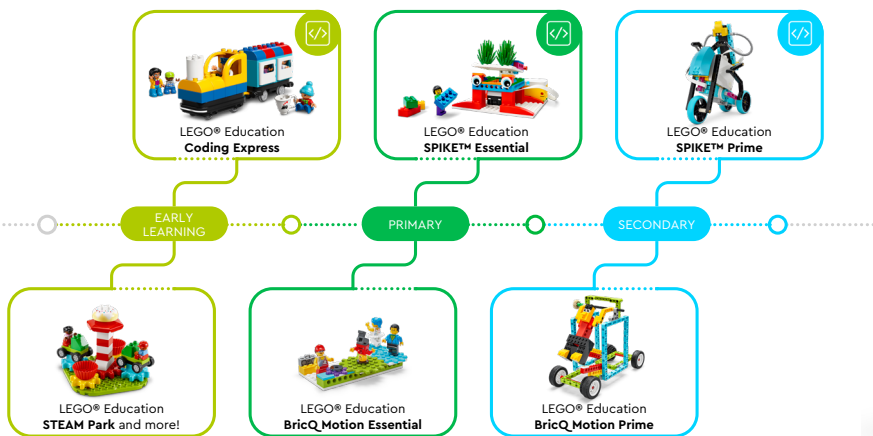 </>
</>
</>
LEGO® Education
Coding Express
LEGO® Education
SPIKE™ Essential
LEGO® Education
SPIKE™ Prime
EARLY
LEARNING
PRIMARY
SECONDARY
LEGO® Education
STEAM Park and more!
LEGO® Education
BricQ Motion Essential
LEGO® Education
BricQ Motion Prime